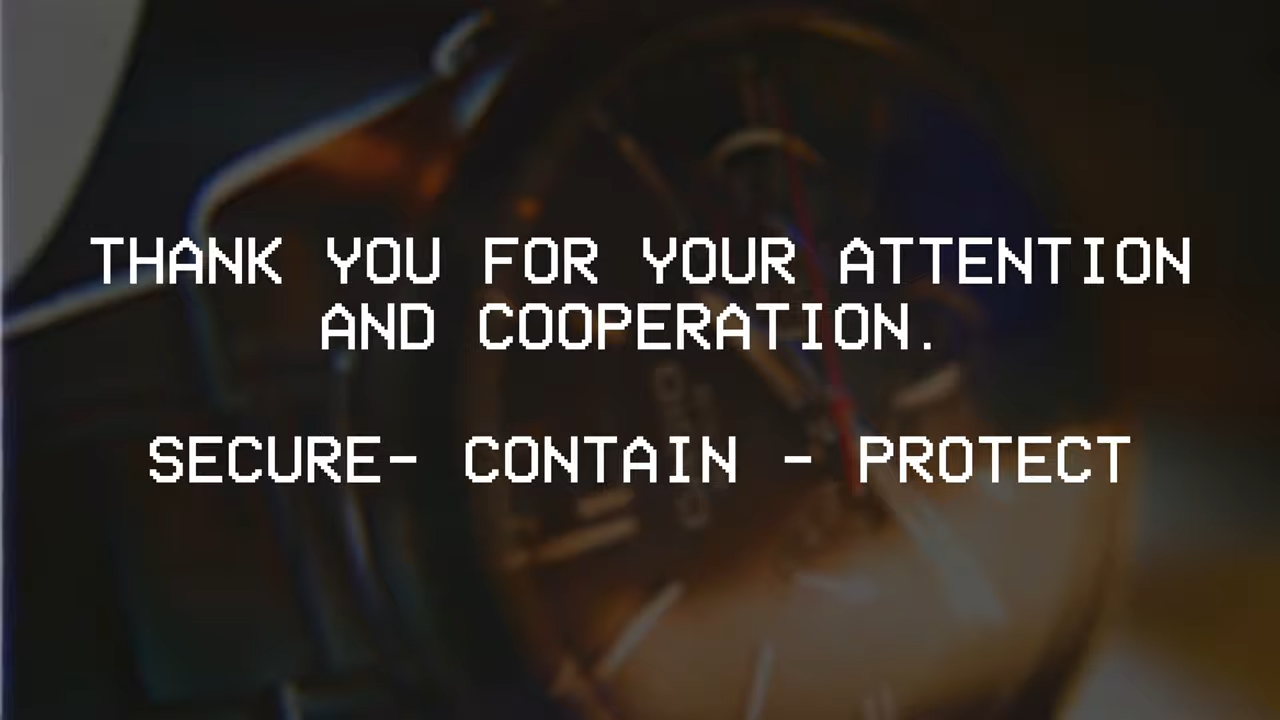 THANK YOU FOR YOUR ATTENTION
AND COOPERATION.
SECURE- CONTAIN - PROTECT